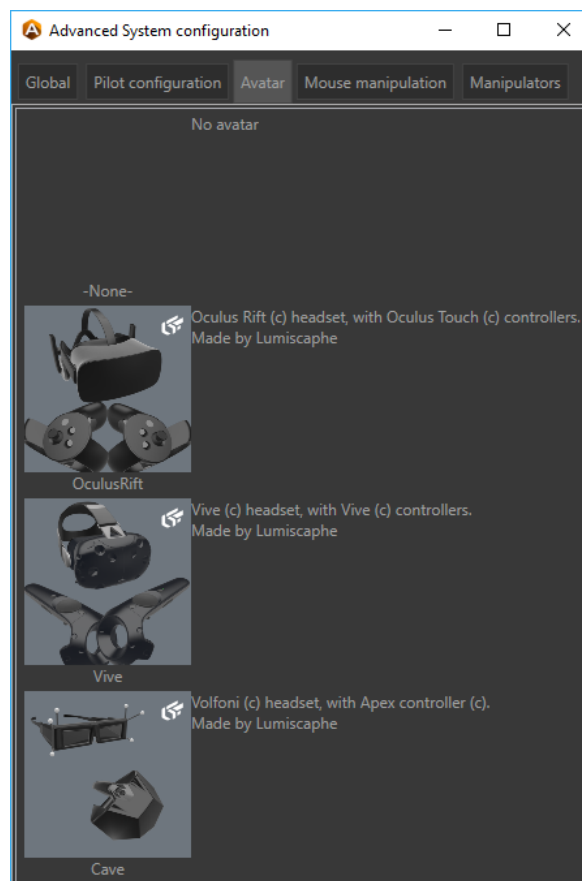 Advanced System configuration
Global Pilot configuration Avatar Mouse manipulation Manipulators
No avatar
-None-
Oculus Rift (c) headset, with Oculus Touch (c) controllers.
Made by Lumiscaphe
OculusRift
Vive (c) headset, with Vive (c) controllers.
Made by Lumiscaphe
Vive
Volfoni (c) headset, with Apex controller (c).
Made by Lumiscaphe
Cave